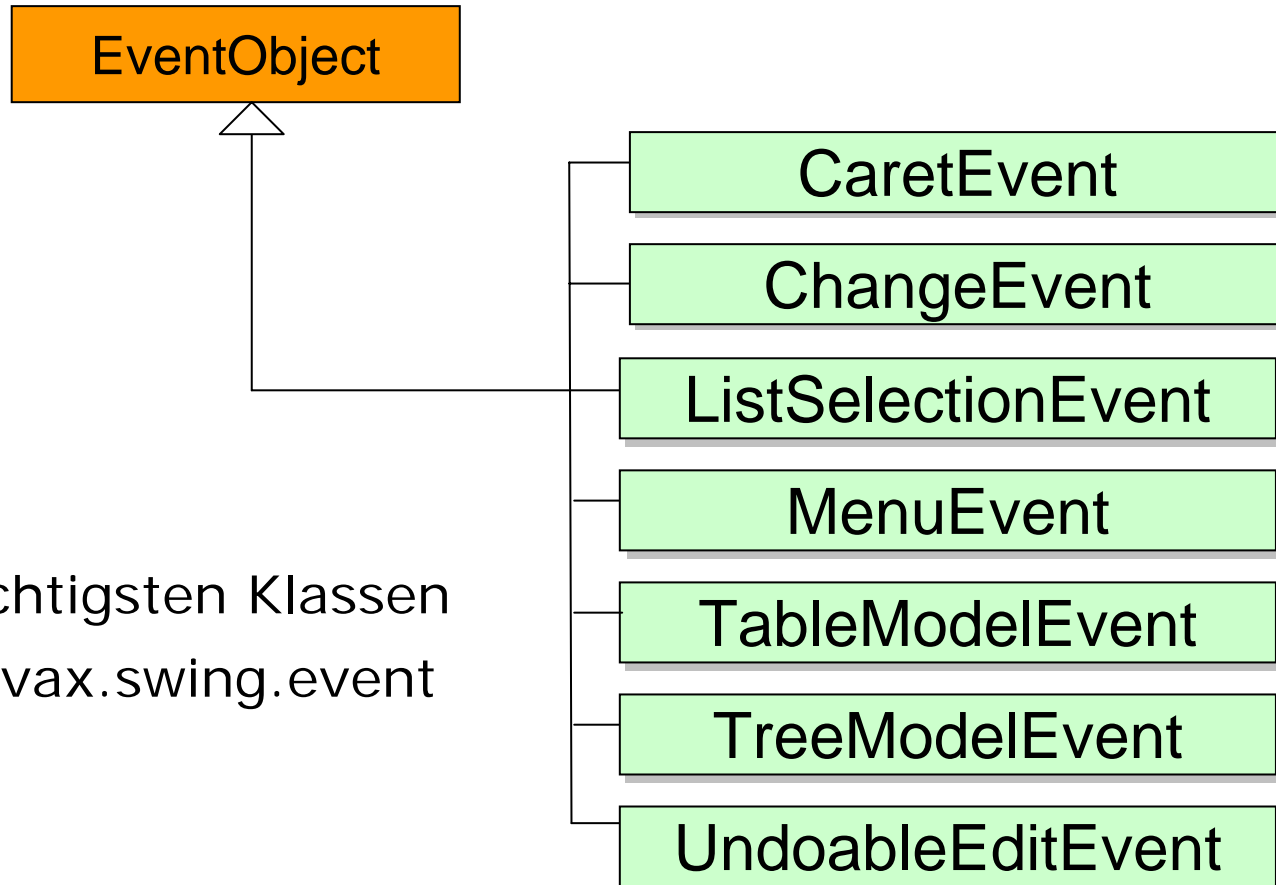 EventObject
CaretEvent
ChangeEvent
ListSelectionEvent
MenuEvent
TableModelEvent
TreeModelEvent
UndoableEditEvent
chtigsten Klassen
vax.swing.event